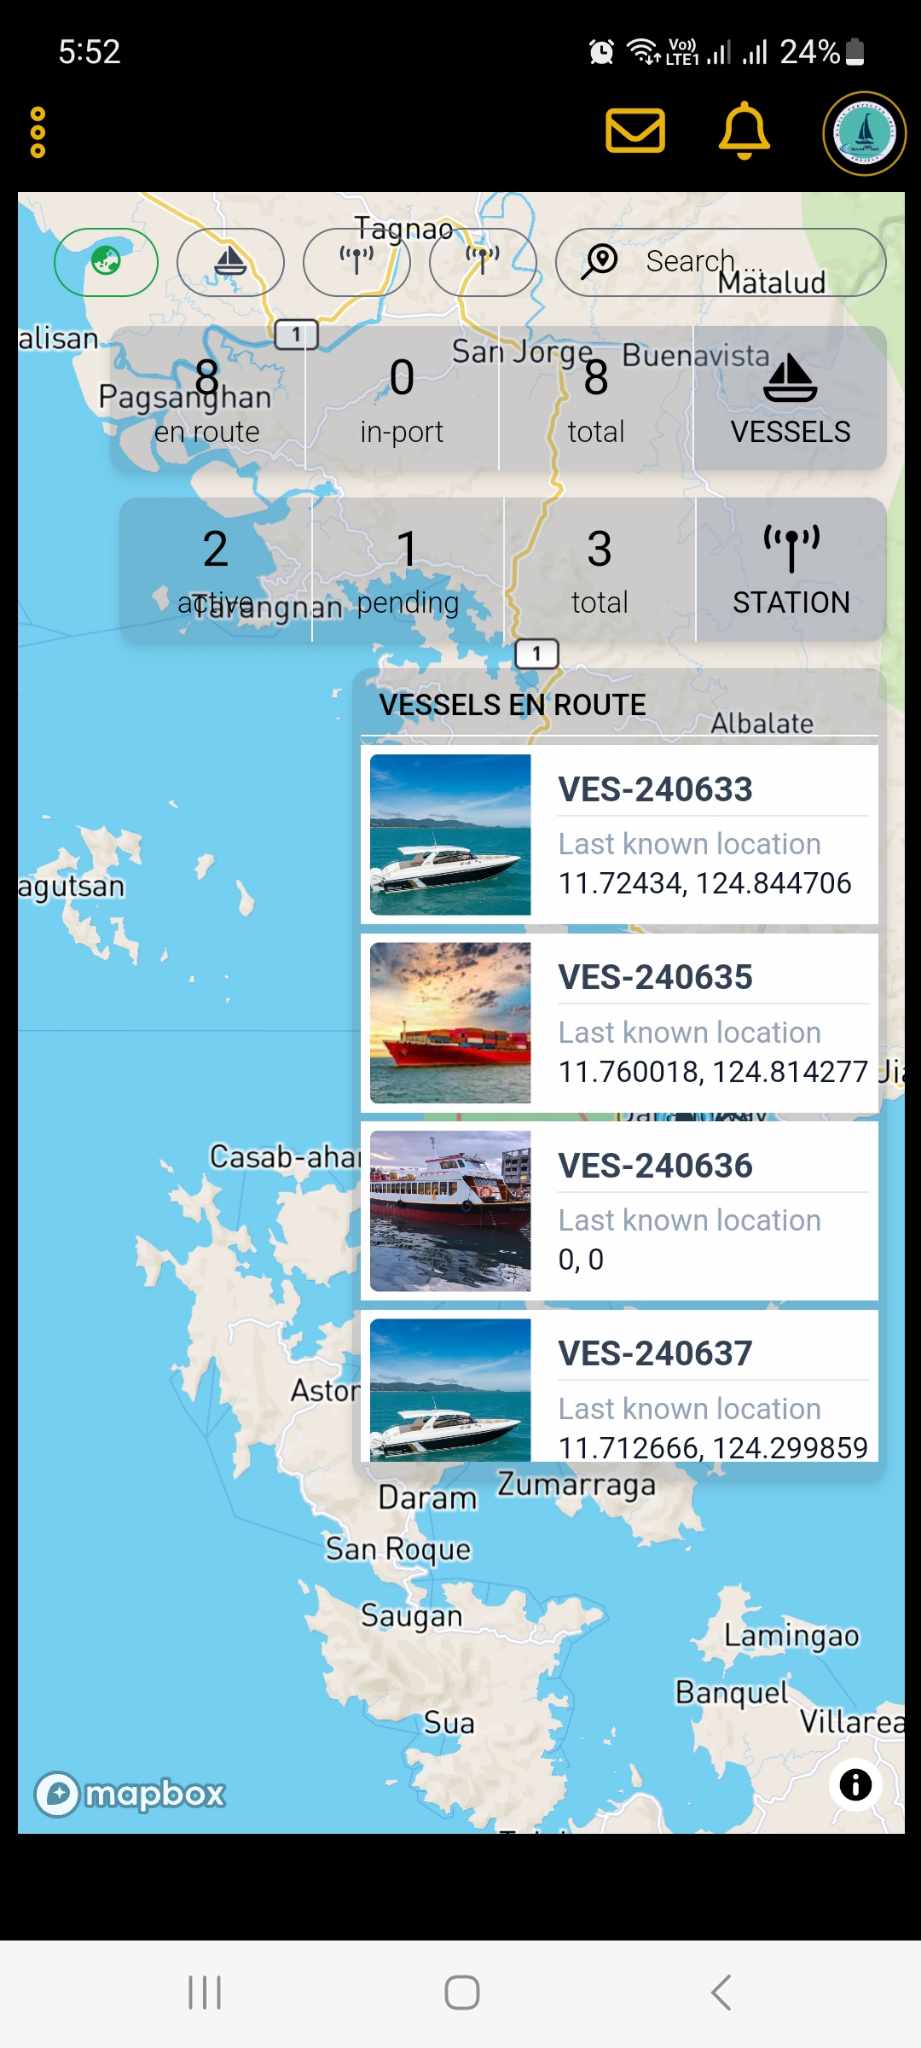 5:52
Vo))
LTE1
24%
Tagnao
Search ...
Matalud
alisan
1
San Jorge
Buenavista
Pagsanghan
8
0
8
en route
in-port
total
VESSELS
2
1
3
active
Tarangnan
pending
total
STATION
1
VESSELS EN ROUTE
Albalate
VES-240633
Last known location
11.72434, 124.844706
agutsan
VES-240635
Last known location
11.760018, 124.814277
Jia
Casab-ahan
VES-240636
Last known location
0, 0
VES-240637
Last known location
11.712666, 124.299859
Astor
Zumarraga
Daram
San Roque
Saugan
Lamingao
Banquel
Villarea
Sua
mapbox